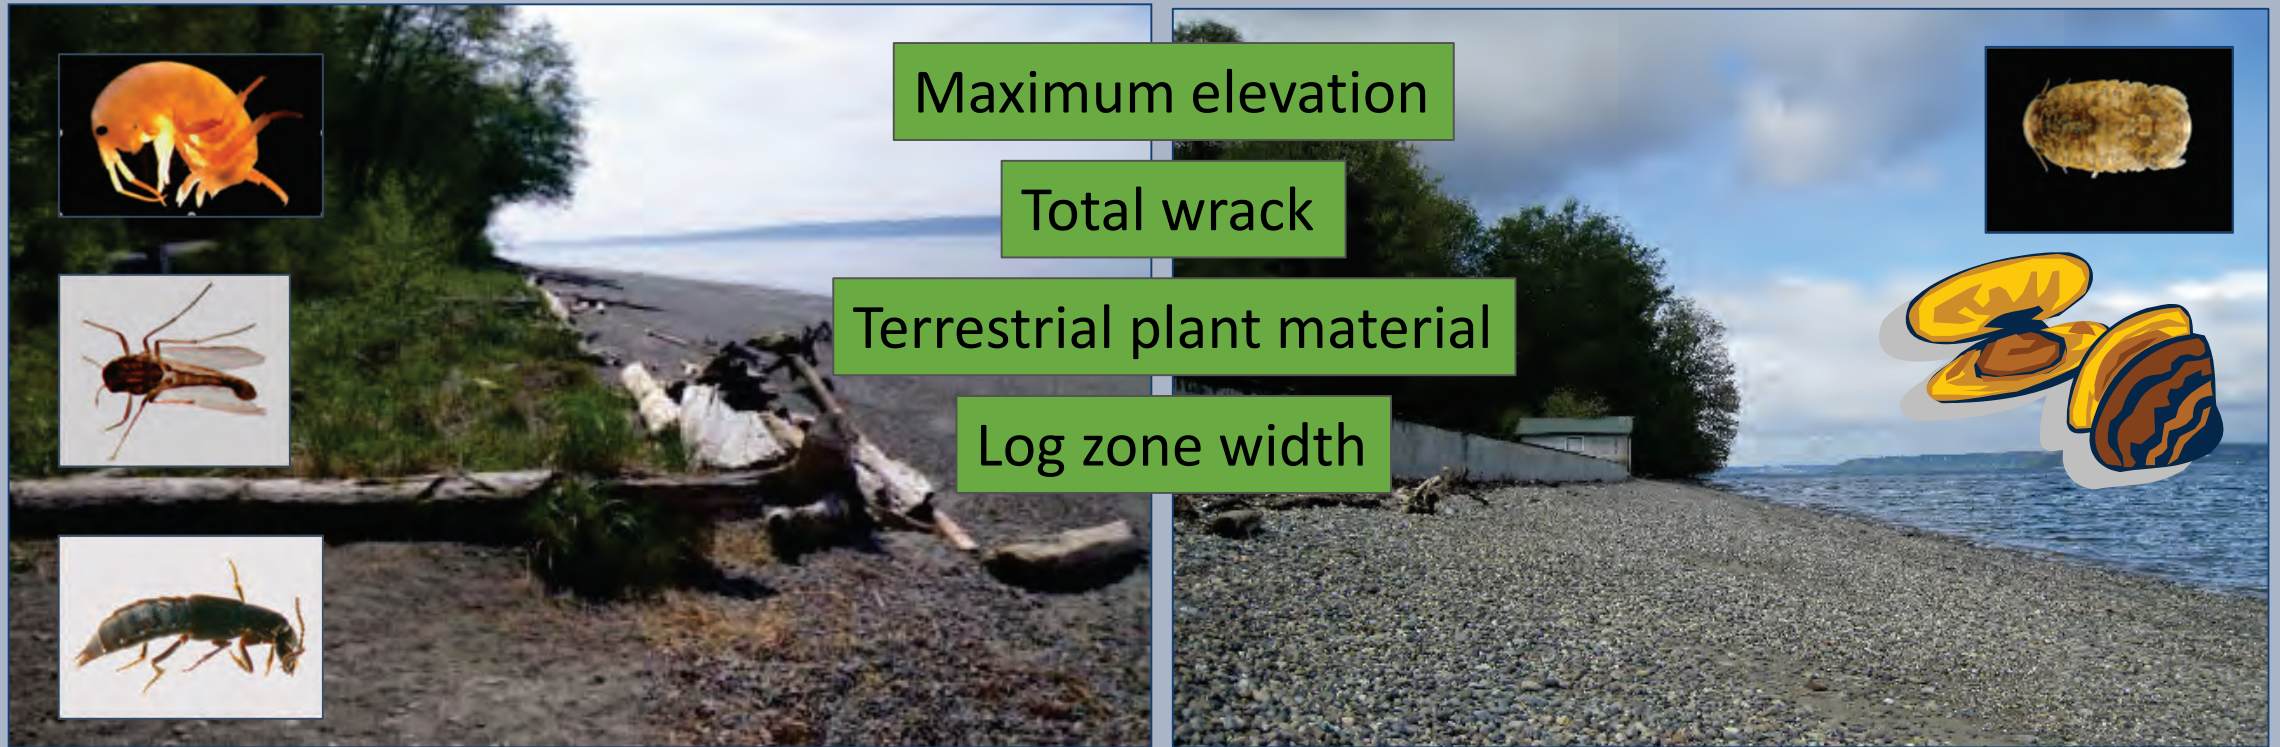 Maximum elevation
Total wrack
Terrestrial plant material
Log zone width